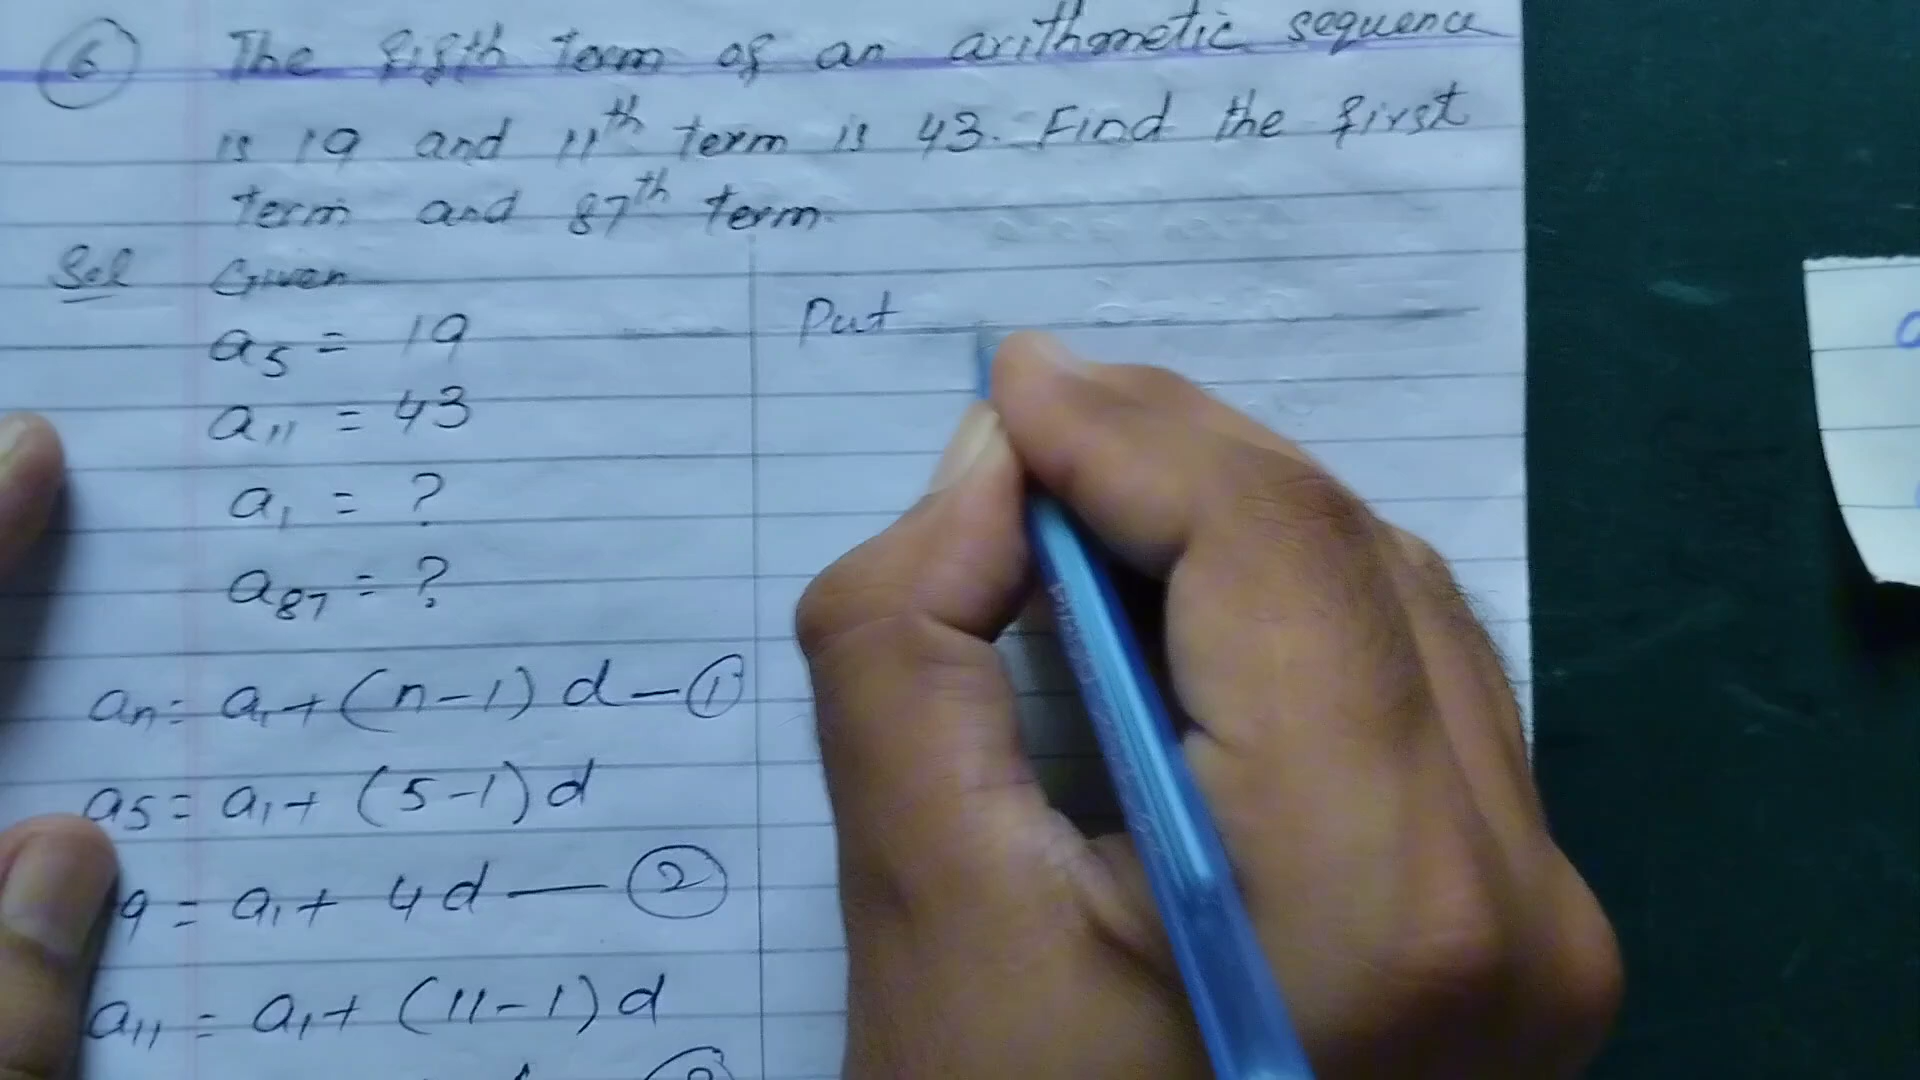 6 The fifth term of an arithmetic sequence
is 19 and 11th term is 43. Find the first
term and 87th term.
Sol Given
a5 = 19
a11 = 43
a1 = ?
a87 = ?
an = a1 + (n-1) d — 1
a5 = a1 + (5-1) d
9 = a1 + 4d — 2
a11 = a1 + (11-1) d
Put